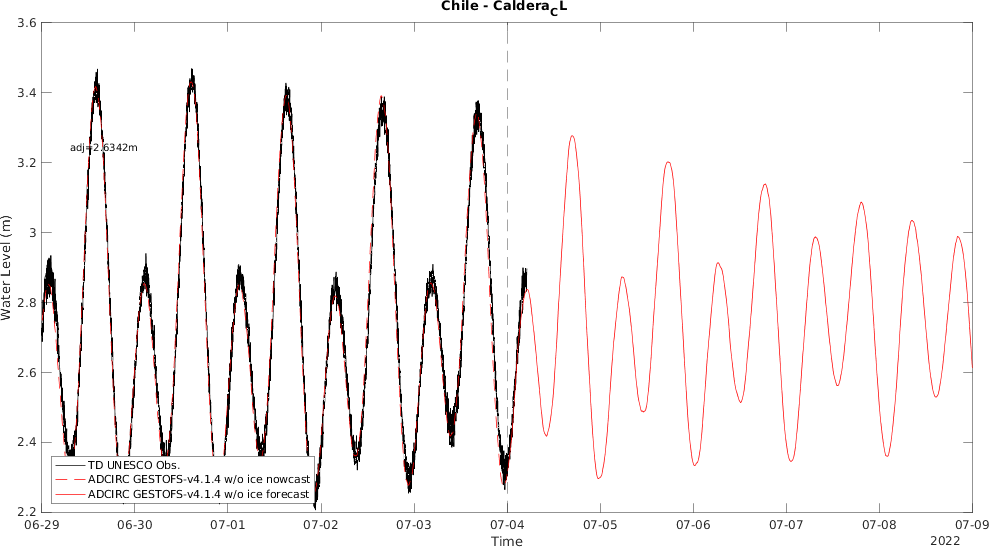 Chile - Caldera_CL
3.6
3.4
3.2
3
2.8
2.6
2.4
2.2
Water Level (m)
adj=2.6342m
TD UNESCO Obs.
ADCIRC GESTOFS-v4.1.4 w/o ice nowcast
ADCIRC GESTOFS-v4.1.4 w/o ice forecast
06-29 06-30 07-01 07-02 07-03 07-04 07-05 07-06 07-07 07-08 07-09
Time
2022